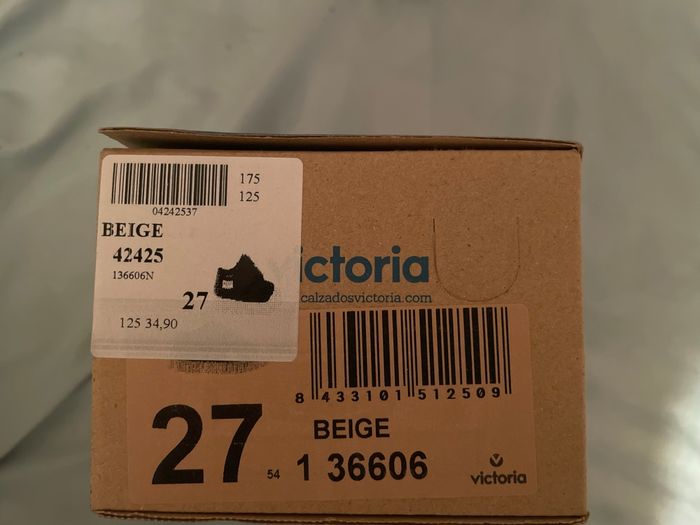 175
125
04242537
BEIGE
42425
136606N
27
125 34,90
victoria
calzadosvictoria.com
8 433101 512509
27
BEIGE
54 1 36606
victoria